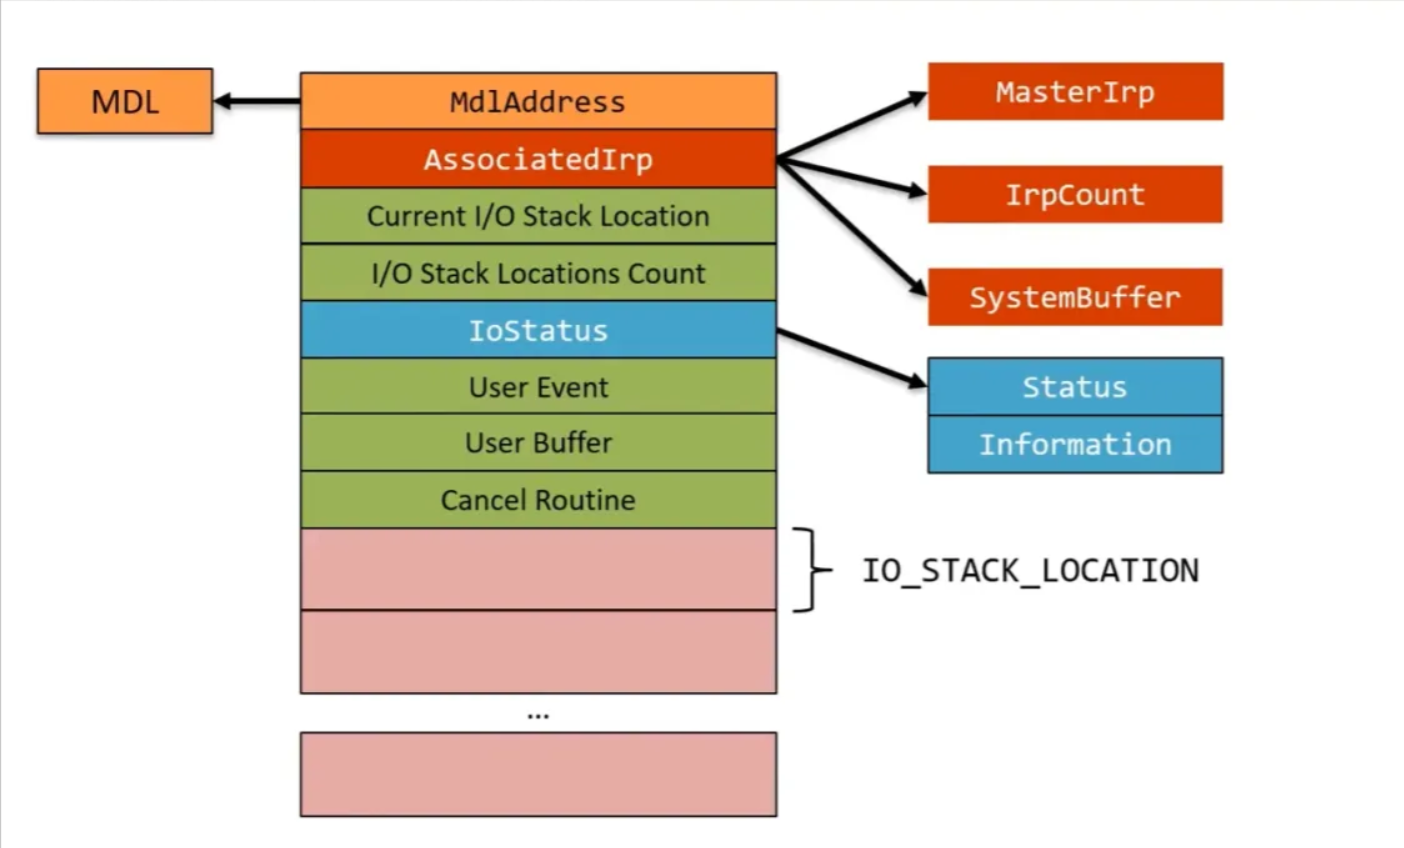 MDL
MdlAddress
AssociatedIrp
Current I/O Stack Location
I/O Stack Locations Count
IoStatus
User Event
User Buffer
Cancel Routine
...
MasterIrp
IrpCount
SystemBuffer
Status
Information
IO_STACK_LOCATION